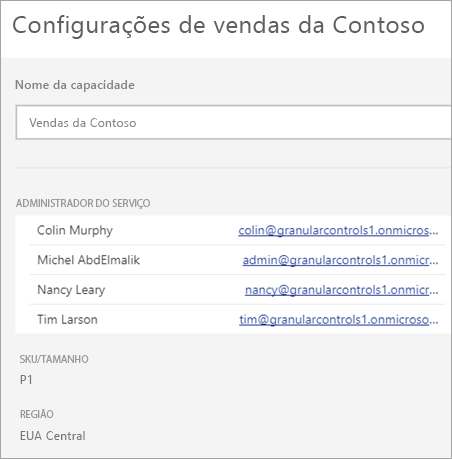 Configurações de vendas da Contoso
Nome da capacidade
Vendas da Contoso
ADMINISTRADOR DO SERVIÇO
Colin Murphy colin@granularcontrols1.onmicros...
Michel AbdElmalik admin@granularcontrols1.onmicr...
Nancy Leary nancy@granularcontrols1.onmicr...
Tim Larson tim@granularcontrols1.onmicroso...
SKU/TAMANHO
P1
REGIÃO
EUA Central